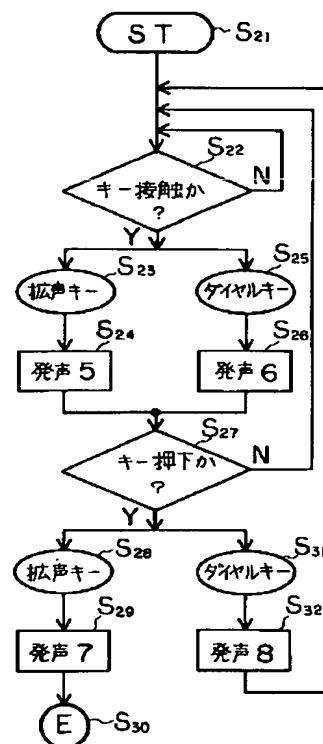 ST
S21
S22
キー接触か
?
N
Y
S23
S25
拡声キー
ダイヤルキー
S24
S26
発声5
発声6
S27
キー押下か
?
N
Y
S28
S31
拡声キー
ダイヤルキー
S29
S32
発声7
発声8
E
S30